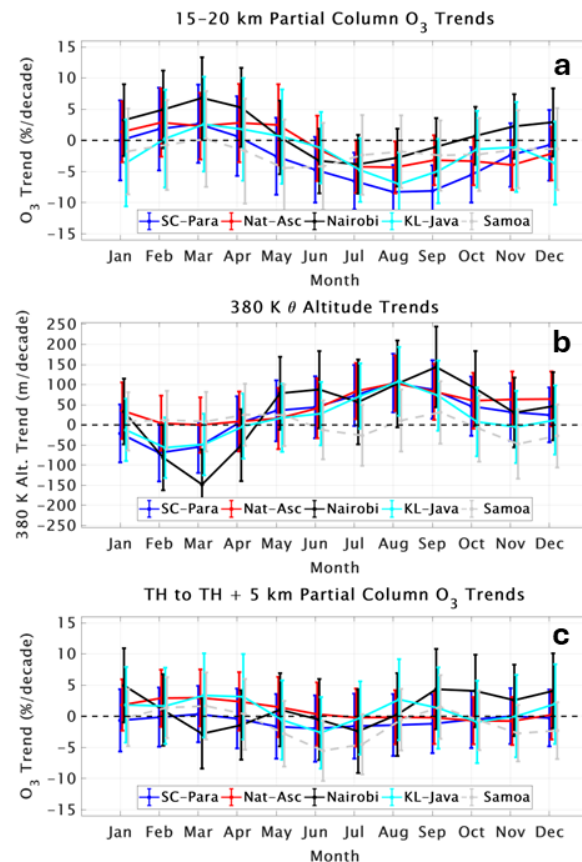 15–20 km Partial Column O3 Trends
a
O3 Trend (%/decade)
15
10
5
0
-5
-10
-15
SC-Para Nat-Asc Nairobi KL-Java Samoa
Jan Feb Mar Apr May Jun Jul Aug Sep Oct Nov Dec
Month
380 K θ Altitude Trends
b
380 K Alt. Trend (m/decade)
250
200
150
100
50
0
-50
-100
-150
-200
-250
SC-Para Nat-Asc Nairobi KL-Java Samoa
Jan Feb Mar Apr May Jun Jul Aug Sep Oct Nov Dec
Month
TH to TH + 5 km Partial Column O3 Trends
c
O3 Trend (%/decade)
15
10
5
0
-5
-10
-15
SC-Para Nat-Asc Nairobi KL-Java Samoa
Jan Feb Mar Apr May Jun Jul Aug Sep Oct Nov Dec
Month